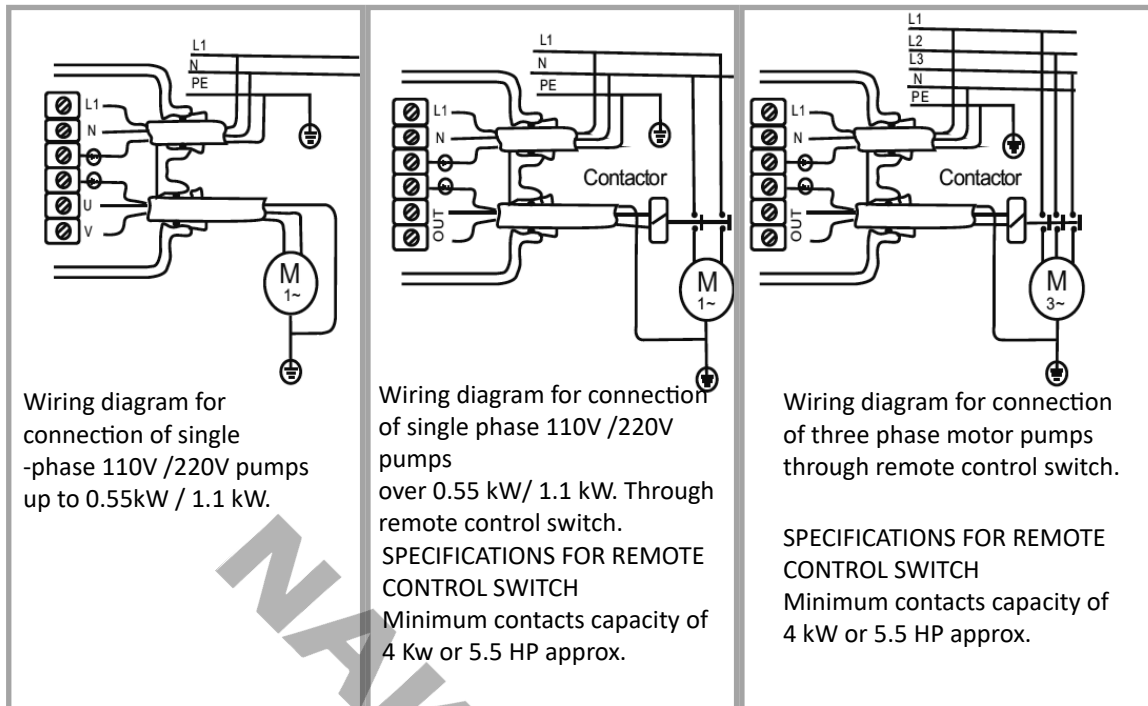 L1
N
PE
L1
N
U
V
M
1~
Wiring diagram for
connection of single
-phase 110V /220V pumps
up to 0.55kW / 1.1 kW.
L1
N
PE
L1
N
OUT
Contactor
M
1~
Wiring diagram for connection
of single phase 110V /220V
pumps
over 0.55 kW/ 1.1 kW. Through
remote control switch.
SPECIFICATIONS FOR REMOTE
CONTROL SWITCH
Minimum contacts capacity of
4 Kw or 5.5 HP approx.
L1
L2
L3
N
PE
L1
N
OUT
Contactor
M
3~
Wiring diagram for connection
of three phase motor pumps
through remote control switch.
SPECIFICATIONS FOR REMOTE
CONTROL SWITCH
Minimum contacts capacity of
4 kW or 5.5 HP approx.